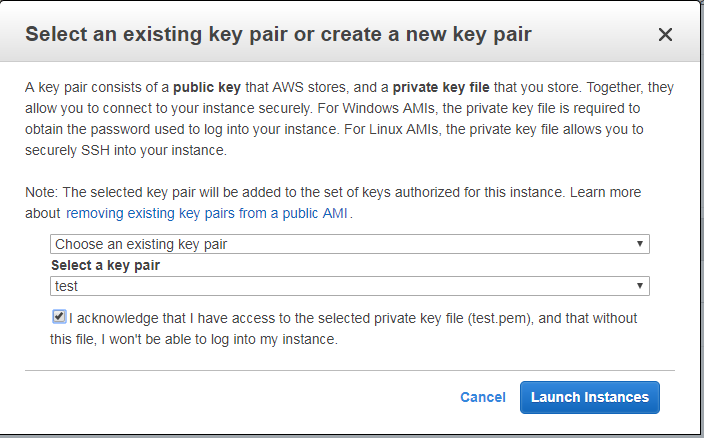 Select an existing key pair or create a new key pair
A key pair consists of a public key that AWS stores, and a private key file that you store. Together, they
allow you to connect to your instance securely. For Windows AMIs, the private key file is required to
obtain the password used to log into your instance. For Linux AMIs, the private key file allows you to
securely SSH into your instance.
Note: The selected key pair will be added to the set of keys authorized for this instance. Learn more
about removing existing key pairs from a public AMI.
Choose an existing key pair
Select a key pair
test
I acknowledge that I have access to the selected private key file (test.pem), and that without
this file, I won't be able to log into my instance.
Cancel Launch Instances